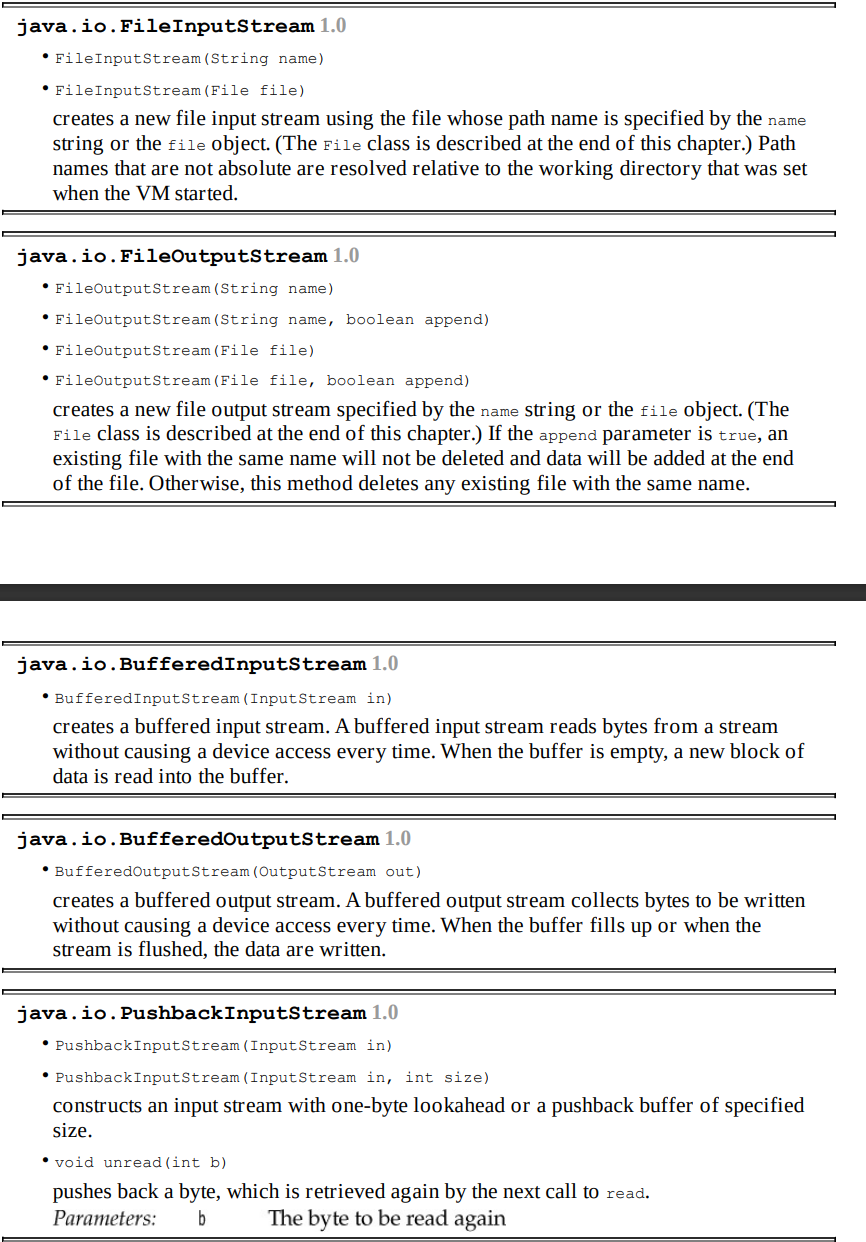 java.io.FileInputStream 1.0
• FileInputStream(String name)
• FileInputStream(File file)
creates a new file input stream using the file whose path name is specified by the name
string or the file object. (The File class is described at the end of this chapter.) Path
names that are not absolute are resolved relative to the working directory that was set
when the VM started.
java.io.FileOutputStream 1.0
• FileOutputStream(String name)
• FileOutputStream(String name, boolean append)
• FileOutputStream(File file)
• FileOutputStream(File file, boolean append)
creates a new file output stream specified by the name string or the file object. (The
File class is described at the end of this chapter.) If the append parameter is true, an
existing file with the same name will not be deleted and data will be added at the end
of the file. Otherwise, this method deletes any existing file with the same name.
java.io.BufferedInputStream 1.0
• BufferedInputStream(InputStream in)
creates a buffered input stream. A buffered input stream reads bytes from a stream
without causing a device access every time. When the buffer is empty, a new block of
data is read into the buffer.
java.io.BufferedOutputStream 1.0
• BufferedOutputStream(OutputStream out)
creates a buffered output stream. A buffered output stream collects bytes to be written
without causing a device access every time. When the buffer fills up or when the
stream is flushed, the data are written.
java.io.PushbackInputStream 1.0
• PushbackInputStream(InputStream in)
• PushbackInputStream(InputStream in, int size)
constructs an input stream with one-byte lookahead or a pushback buffer of specified
size.
• void unread(int b)
pushes back a byte, which is retrieved again by the next call to read.
Parameters: b The byte to be read again